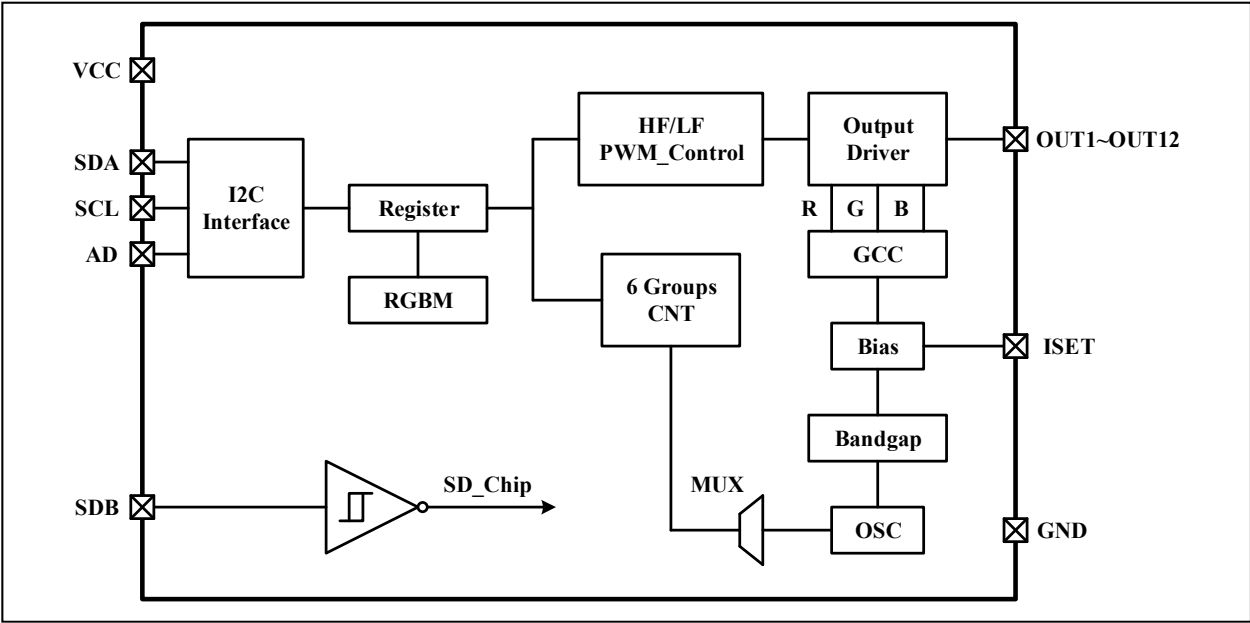 VCC
SDA
SCL
AD
I2C
Interface
Register
RGBM
HF/LF
PWM_Control
6 Groups
CNT
Output
Driver
R G B
GCC
Bias
Bandgap
OSC
MUX
OUT1~OUT12
ISET
GND
SDB
SD_Chip